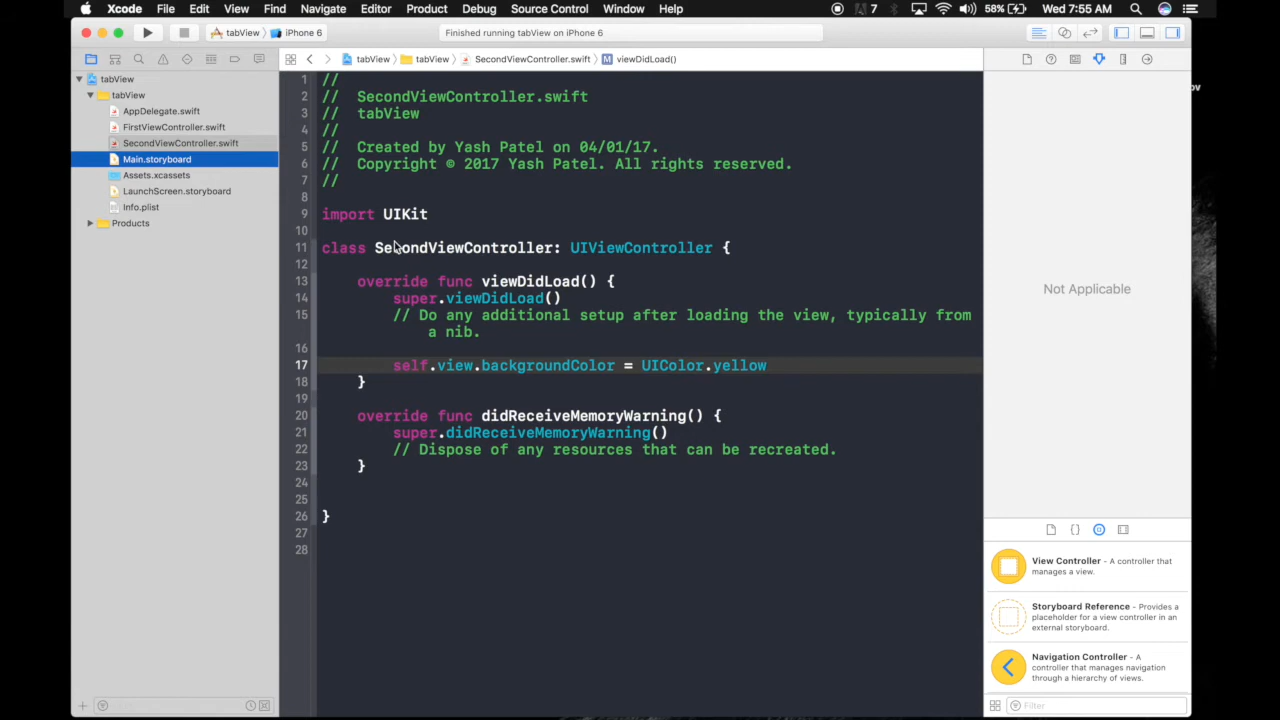 Xcode File Edit View Find Navigate Editor Product Debug Source Control Window Help 7 58% Wed 7:55 AM
tabView iPhone 6 Finished running tabView on iPhone 6
tabView tabView SecondViewController.swift M viewDidLoad()
tabView
tabView
AppDelegate.swift
FirstViewController.swift
SecondViewController.swift
Main.storyboard
Assets.xcassets
LaunchScreen.storyboard
Info.plist
Products
1 //
2 // SecondViewController.swift
3 // tabView
4 //
5 // Created by Yash Patel on 04/01/17.
6 // Copyright © 2017 Yash Patel. All rights reserved.
7 //
8
9 import UIKit
10
11 class SecondViewController: UIViewController {
12
13 override func viewDidLoad() {
14 super.viewDidLoad()
15 // Do any additional setup after loading the view, typically from
a nib.
16
17 self.view.backgroundColor = UIColor.yellow
18 }
19
20 override func didReceiveMemoryWarning() {
21 super.didReceiveMemoryWarning()
22 // Dispose of any resources that can be recreated.
23 }
24
25
26 }
27
28
ov
Not Applicable
{}
View Controller - A controller that
manages a view.
Storyboard Reference - Provides a
placeholder for a view controller in an
external storyboard.
Navigation Controller - A
controller that manages navigation
through a hierarchy of views.
Filter